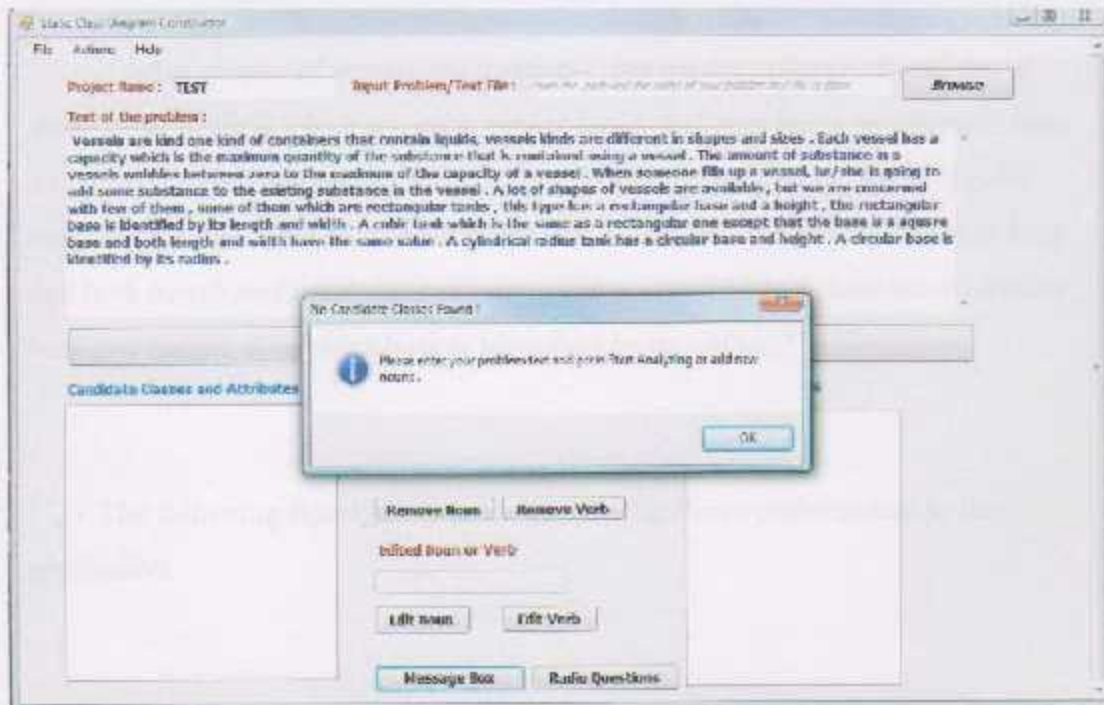 Static Class Diagram Constructor
File Actions Help
Project Name : TEST Input Problem/Text File : Browse
Text of the problem :
Vessels are kind one kind of containers that contain liquids, vessels kinds are different in shapes and sizes . Each vessel has a
capacity which is the maximum quantity of the substance that is contained using a vessel . The amount of substance in a
vessels wobbles between zero to the maximum of the capacity of a vessel . When someone fills up a vessel, he/she is going to
add some substance to the existing substance in the vessel . A lot of shapes of vessels are available , but we are concerned
with few of them , some of them which are rectangular tanks , this type has a rectangular base and a height , the rectangular
base is identified by its length and width . A cubic tank which is the same as a rectangular one except that the base is a square
base and both length and width have the same value . A cylindrical radius tank has a circular base and height . A circular base is
identified by its radius .
No Candidate Classes Found !
Please enter your problem text and press Start Analyzing or add new
nouns .
OK
Candidate Classes and Attributes
Remove Noun Remove Verb
Edited Noun or Verb
Edit Noun Edit Verb
Message Box Radio Questions